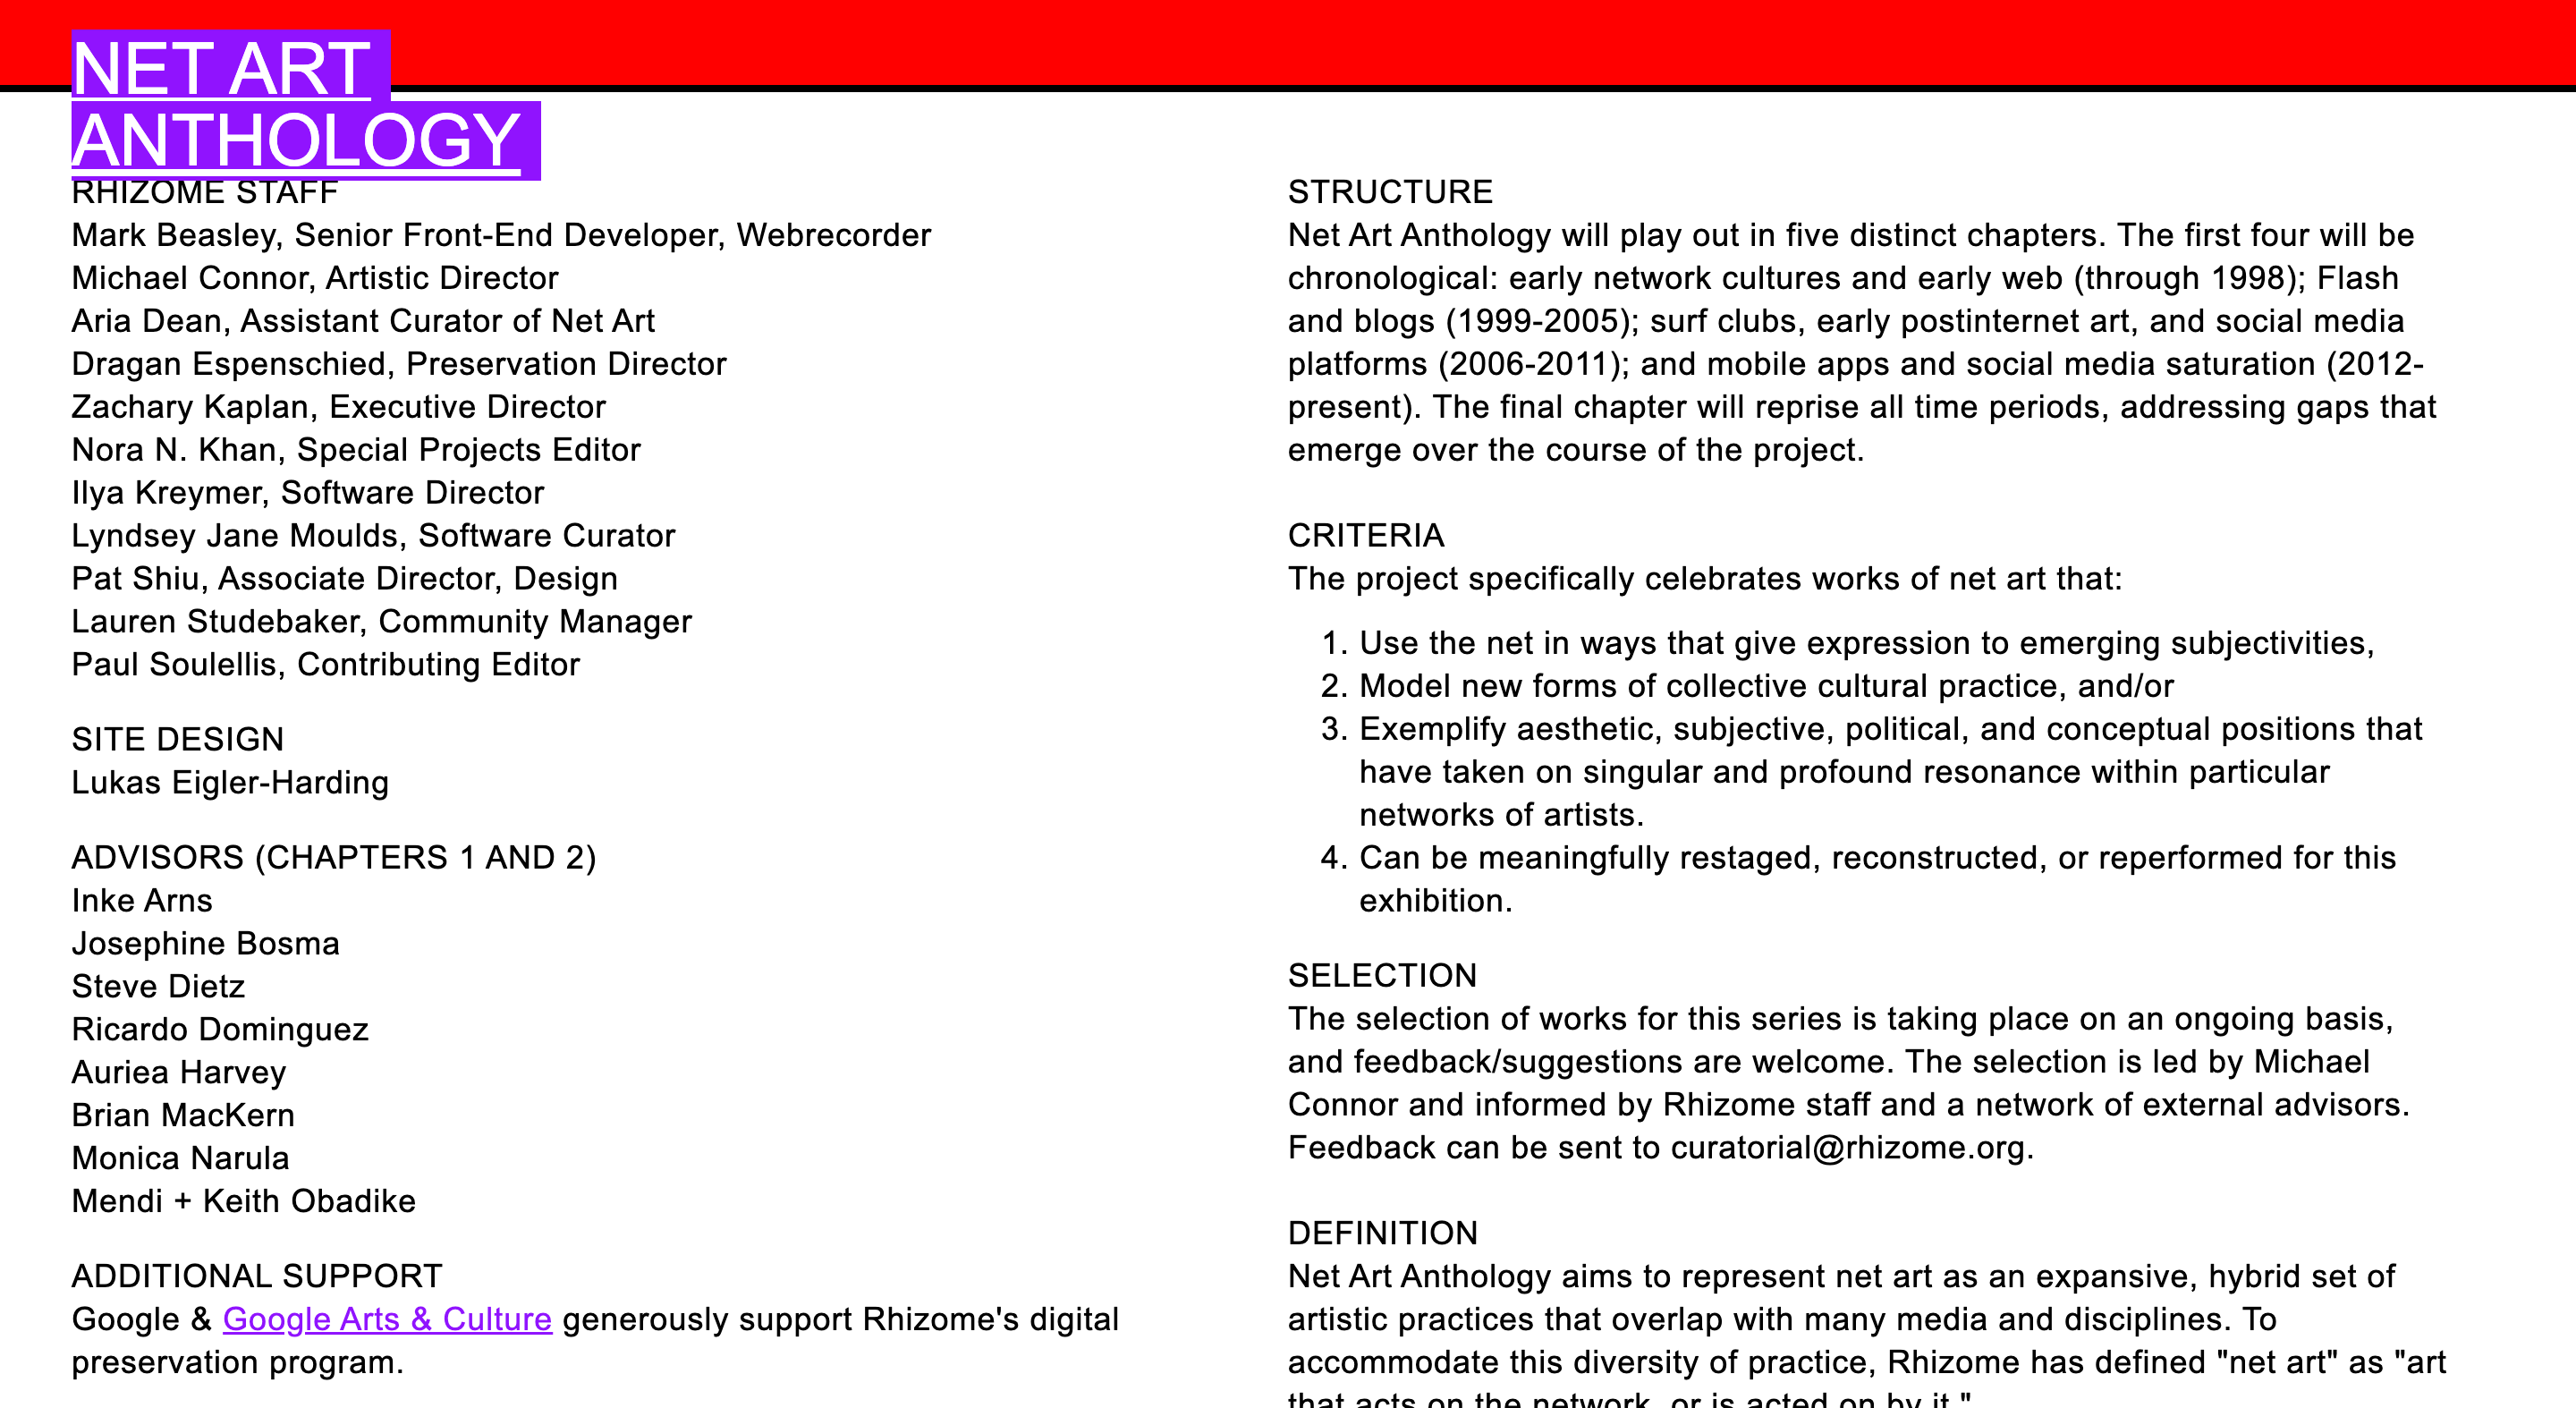 NET ART
ANTHOLOGY
RHIZOME STAFF
Mark Beasley, Senior Front-End Developer, Webrecorder
Michael Connor, Artistic Director
Aria Dean, Assistant Curator of Net Art
Dragan Espenschied, Preservation Director
Zachary Kaplan, Executive Director
Nora N. Khan, Special Projects Editor
Ilya Kreymer, Software Director
Lyndsey Jane Moulds, Software Curator
Pat Shiu, Associate Director, Design
Lauren Studebaker, Community Manager
Paul Soulellis, Contributing Editor
SITE DESIGN
Lukas Eigler-Harding
ADVISORS (CHAPTERS 1 AND 2)
Inke Arns
Josephine Bosma
Steve Dietz
Ricardo Dominguez
Auriea Harvey
Brian MacKern
Monica Narula
Mendi + Keith Obadike
ADDITIONAL SUPPORT
Google & Google Arts & Culture generously support Rhizome's digital
preservation program.
STRUCTURE
Net Art Anthology will play out in five distinct chapters. The first four will be
chronological: early network cultures and early web (through 1998); Flash
and blogs (1999-2005); surf clubs, early postinternet art, and social media
platforms (2006-2011); and mobile apps and social media saturation (2012-
present). The final chapter will reprise all time periods, addressing gaps that
emerge over the course of the project.
CRITERIA
The project specifically celebrates works of net art that:
1. Use the net in ways that give expression to emerging subjectivities,
2. Model new forms of collective cultural practice, and/or
3. Exemplify aesthetic, subjective, political, and conceptual positions that
have taken on singular and profound resonance within particular
networks of artists.
4. Can be meaningfully restaged, reconstructed, or reperformed for this
exhibition.
SELECTION
The selection of works for this series is taking place on an ongoing basis,
and feedback/suggestions are welcome. The selection is led by Michael
Connor and informed by Rhizome staff and a network of external advisors.
Feedback can be sent to curatorial@rhizome.org.
DEFINITION
Net Art Anthology aims to represent net art as an expansive, hybrid set of
artistic practices that overlap with many media and disciplines. To
accommodate this diversity of practice, Rhizome has defined "net art" as "art
that acts on the network, or is acted on by it."